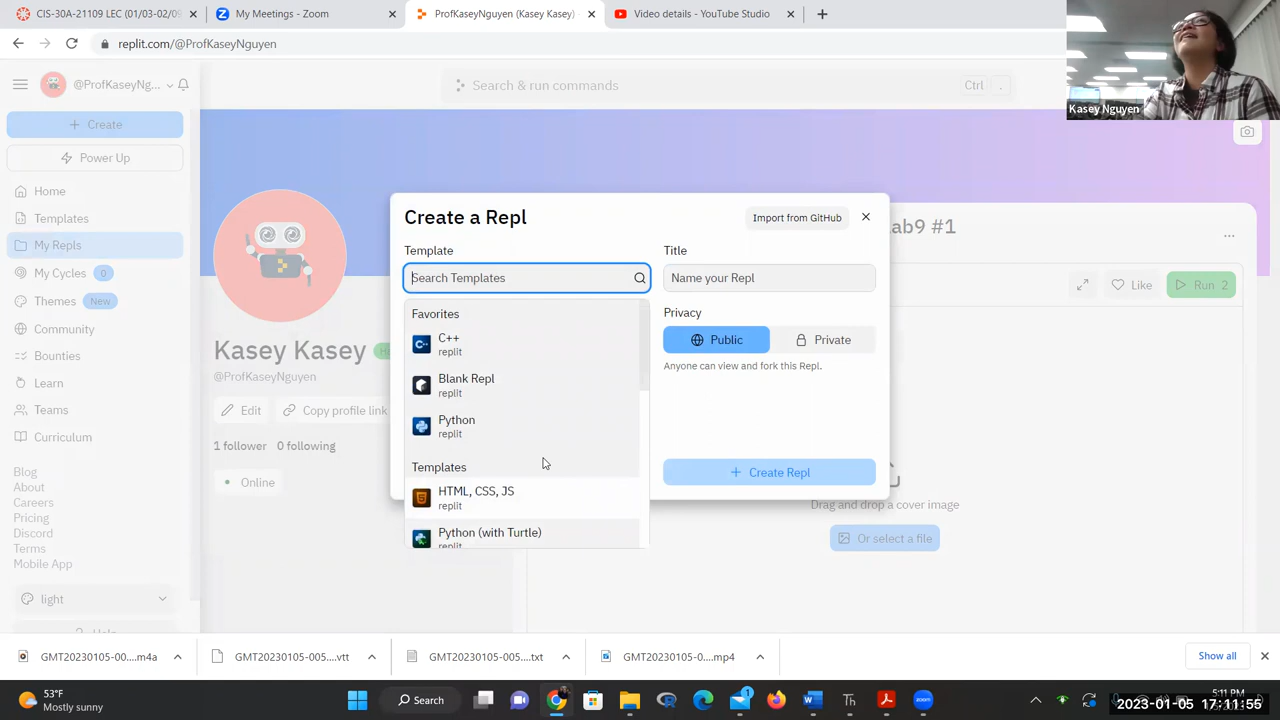 CIS-30A-21109 LEC (01/03-02/09
My Meetings - Zoom
ProfKaseyNguyen (Kasey Kasey)
Video details - YouTube Studio
replit.com/@ProfKaseyNguyen
Kasey Nguyen
@ProfKaseyNg...
Search & run commands
Ctrl .
Create
Power Up
Home
Templates
My Repls
My Cycles 0
Themes New
Community
Bounties
Learn
Teams
Curriculum
Blog
About
Careers
Pricing
Discord
Terms
Mobile App
light
Kasey Kasey
@ProfKaseyNguyen
Edit
Copy profile link
1 follower 0 following
Online
Create a Repl
Import from GitHub
Template
Search Templates
Favorites
C++
replit
Blank Repl
replit
Python
replit
Templates
HTML, CSS, JS
replit
Python (with Turtle)
replit
Title
Name your Repl
Privacy
Public
Private
Anyone can view and fork this Repl.
Create Repl
ab9 #1
Like
Run 2
Drag and drop a cover image
Or select a file
GMT20230105-00....m4a
GMT20230105-005....vtt
GMT20230105-005....txt
GMT20230105-0....mp4
Show all
53°F
Mostly sunny
Search
5:11 PM
2023-01-05 17:11:55